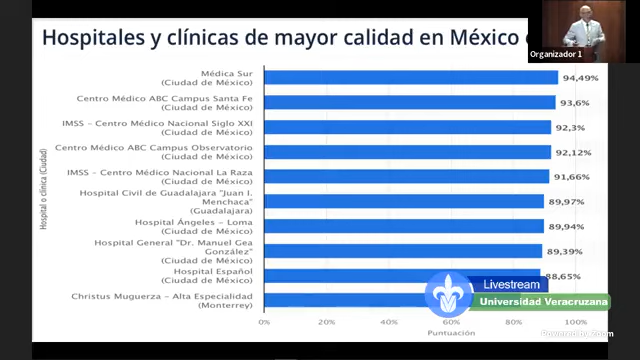 Hospitales y clínicas de mayor calidad en México
Organizador 1
Hospital o clínica (Ciudad)
Médica Sur
(Ciudad de México)
94,49%
Centro Médico ABC Campus Santa Fe
(Ciudad de México)
93,6%
IMSS – Centro Médico Nacional Siglo XXI
(Ciudad de México)
92,3%
Centro Médico ABC Campus Observatorio
(Ciudad de México)
92,12%
IMSS – Centro Médico Nacional La Raza
(Ciudad de México)
91,66%
Hospital Civil de Guadalajara "Juan I.
Menchaca"
(Guadalajara)
89,97%
Hospital Ángeles – Loma
(Ciudad de México)
89,94%
Hospital General "Dr. Manuel Gea
González"
(Ciudad de México)
89,39%
Hospital Español
(Ciudad de México)
88,65%
Christus Muguerza – Alta Especialidad
(Monterrey)
Livestream
Universidad Veracruzana
0% 20% 40% 60% 80% 100%
Puntuación
Powered by Zoom